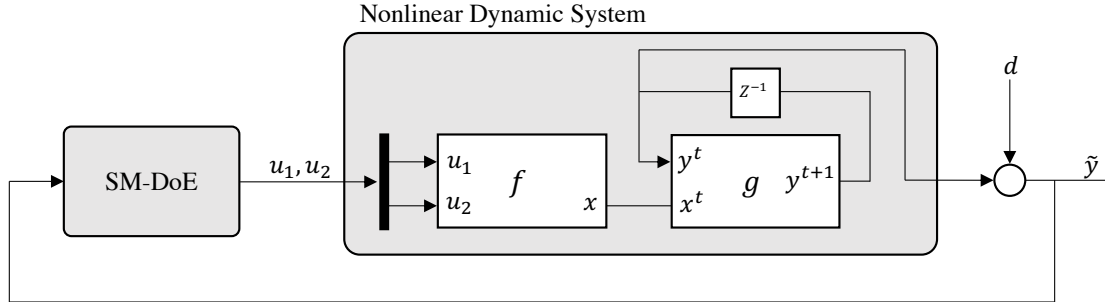 Nonlinear Dynamic System
SM-DoE
u₁, u₂
u₁
u₂
f
x
Z⁻¹
yᵗ
xᵗ
g
yᵗ⁺¹
d
ỹ